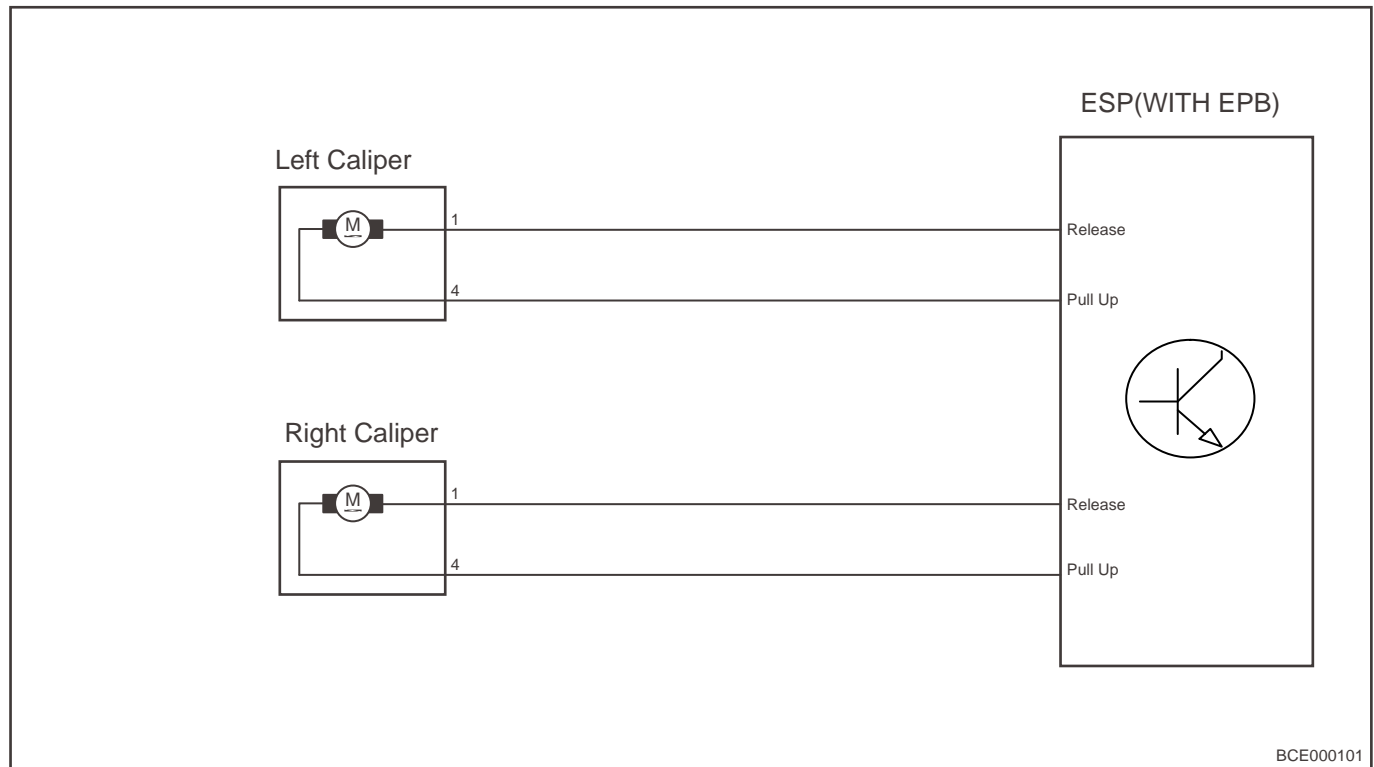 ESP(WITH EPB)
Left Caliper
M
1
Release
4
Pull Up
Right Caliper
M
1
Release
4
Pull Up
BCE000101